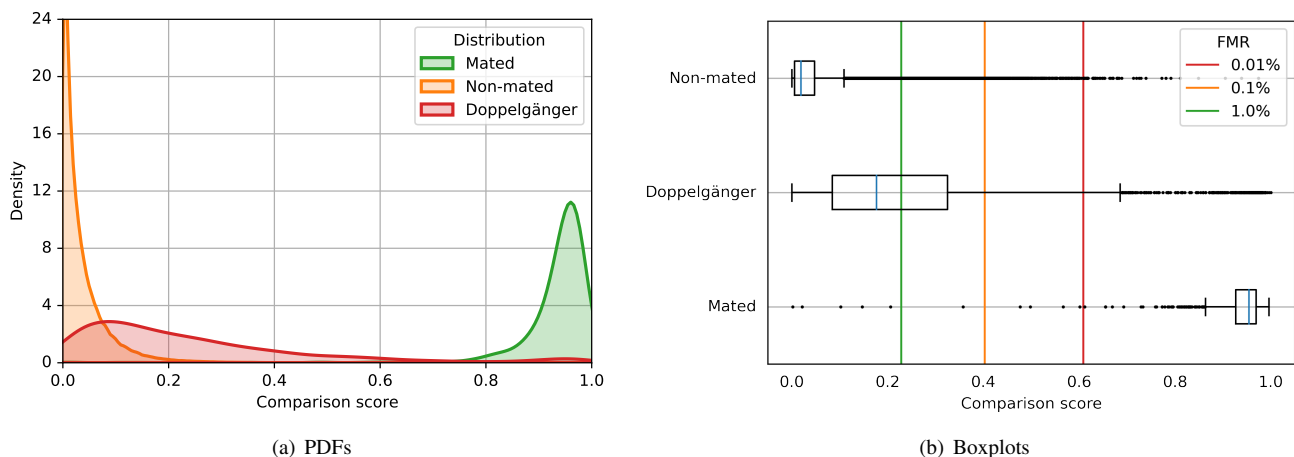 24
20
16
12
8
4
0
Density
0.0 0.2 0.4 0.6 0.8 1.0
Comparison score
Distribution
Mated
Non-mated
Doppelgänger
(a) PDFs
Non-mated
Doppelgänger
Mated
0.0 0.2 0.4 0.6 0.8 1.0
Comparison score
FMR
0.01%
0.1%
1.0%
(b) Boxplots